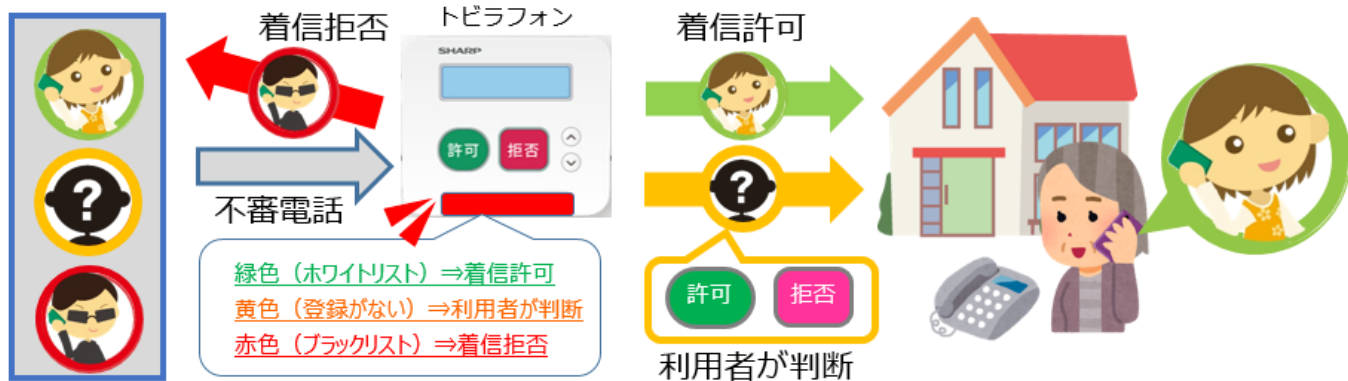 着信拒否
トビラフォン
SHARP
許可
拒否
不審電話
緑色（ホワイトリスト）⇒着信許可
黄色（登録がない）⇒利用者が判断
赤色（ブラックリスト）⇒着信拒否
着信許可
?
?
許可
拒否
利用者が判断